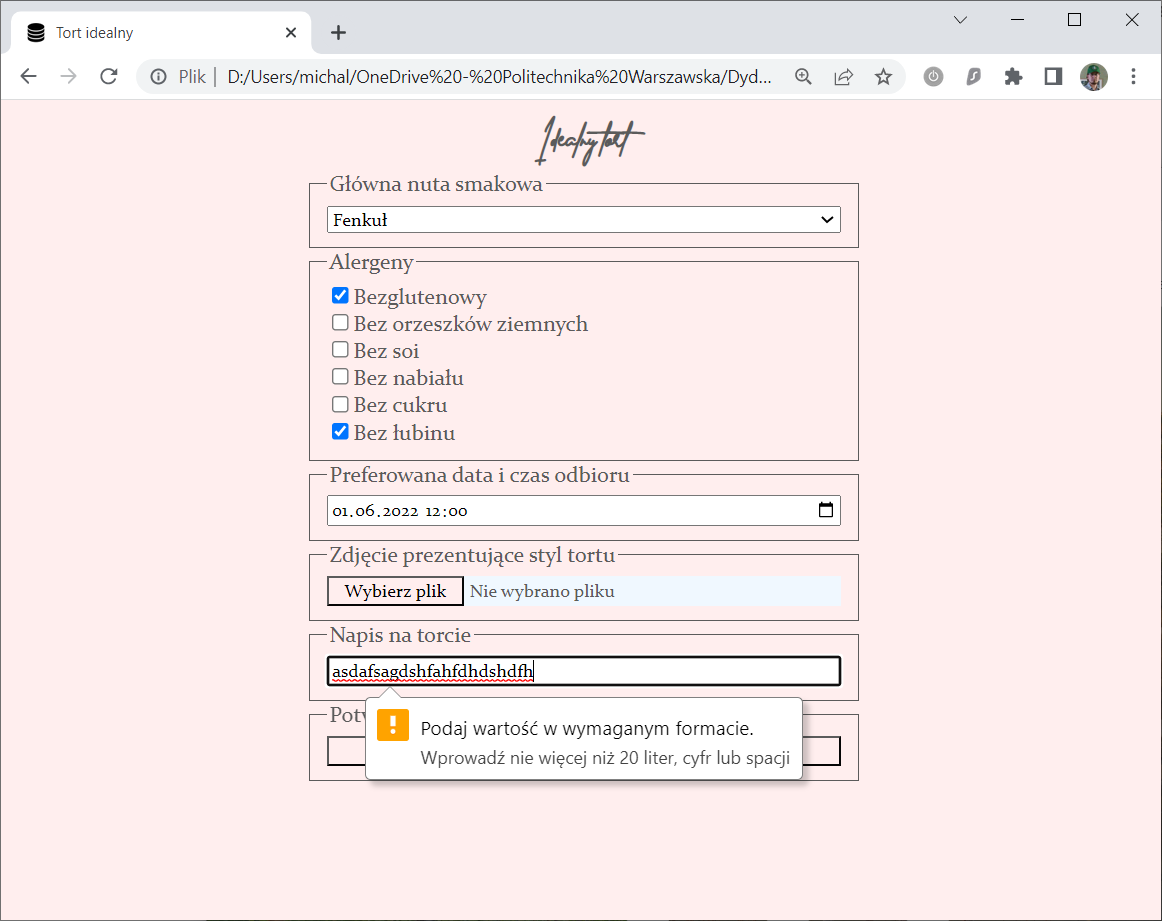 Tort idealny
Plik D:/Users/michal/OneDrive%20-%20Politechnika%20Warszawska/Dyd...
Idealny tort
Główna nuta smakowa
Fenkuł
Alergeny
Bezglutenowy
Bez orzeszków ziemnych
Bez soi
Bez nabiału
Bez cukru
Bez łubinu
Preferowana data i czas odbioru
01.06.2022 12:00
Zdjęcie prezentujące styl tortu
Wybierz plik Nie wybrano pliku
Napis na torcie
asdafsagdshfahfdhdshdfh
Podaj wartość w wymaganym formacie.
Wprowadź nie więcej niż 20 liter, cyfr lub spacji